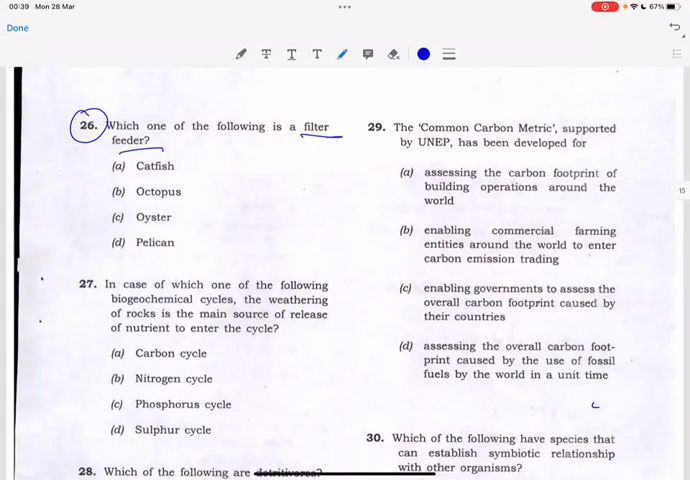 00:39 Mon 28 Mar
67%
Done
15
26. Which one of the following is a filter
feeder?
(a) Catfish
(b) Octopus
(c) Oyster
(d) Pelican
27. In case of which one of the following
biogeochemical cycles, the weathering
of rocks is the main source of release
of nutrient to enter the cycle?
(a) Carbon cycle
(b) Nitrogen cycle
(c) Phosphorus cycle
(d) Sulphur cycle
28. Which of the following are detritivores?
29. The ‘Common Carbon Metric’, supported
by UNEP, has been developed for
(a) assessing the carbon footprint of
building operations around the
world
(b) enabling commercial farming
entities around the world to enter
carbon emission trading
(c) enabling governments to assess the
overall carbon footprint caused by
their countries
(d) assessing the overall carbon foot-
print caused by the use of fossil
fuels by the world in a unit time
30. Which of the following have species that
can establish symbiotic relationship
with other organisms?